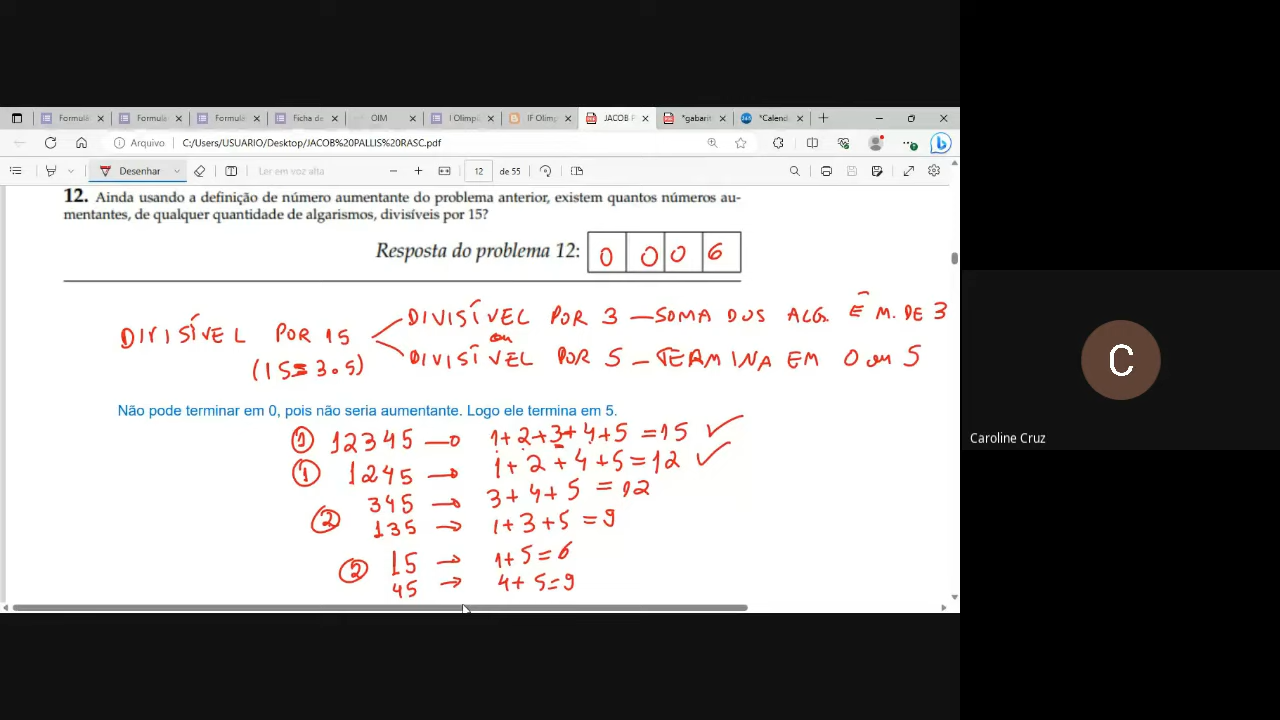 Formulá
Formula
Formulá
Ficha de
OIM
I Olimpí
IF Olimp
JACOB P
*gabarit
*Calend
Arquivo C:/Users/USUARIO/Desktop/JACOB%20PALLIS%20RASC.pdf
Desenhar
Ler em voz alta
12 de 55
12. Ainda usando a definição de número aumentante do problema anterior, existem quantos números au-
mentantes, de qualquer quantidade de algarismos, divisíveis por 15?
Resposta do problema 12: 0 0 0 6
DIVISÍVEL POR 3 — SOMA DOS ALG. É M. DE 3
DIVISÍVEL POR 15 ou
(15=3.5) DIVISÍVEL POR 5 — TERMINA EM 0 ou 5
Não pode terminar em 0, pois não seria aumentante. Logo ele termina em 5.
① 12345 → 1+2+3+4+5 =15 ✓
① 1245 → 1+2+4+5=12 ✓
345 → 3+4+5 = 12
② 135 → 1+3+5 = 9
② 15 → 1+5=6
45 → 4+5=9
C
Caroline Cruz